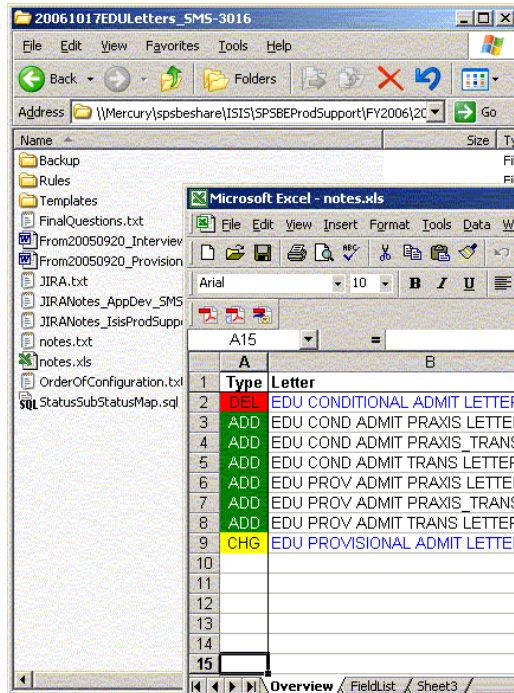 20061017EDULetters_SMS-3016
File Edit View Favorites Tools Help
Back Folders
Address \\Mercury\spsbeshare\ISIS\SPSBEProdSupport\FY2006\20 Go
Name Size Ty
Backup Fi
Rules Fi
Templates
FinalQuestions.txt
From20050920_Interview
From20050920_Provision
JIRA.txt
JIRANotes_AppDev_SMS
JIRANotes_IsisProdSuppo
notes.txt
notes.xls
OrderOfConfiguration.txt
StatusSubStatusMap.sql
Microsoft Excel - notes.xls
File Edit View Insert Format Tools Data W
Arial 10 B I U
A15 =
A B
1 Type Letter
2 DEL EDU CONDITIONAL ADMIT LETTER
3 ADD EDU COND ADMIT PRAXIS LETTER
4 ADD EDU COND ADMIT PRAXIS_TRANS
5 ADD EDU COND ADMIT TRANS LETTER
6 ADD EDU PROV ADMIT PRAXIS LETTER
7 ADD EDU PROV ADMIT PRAXIS_TRANS
8 ADD EDU PROV ADMIT TRANS LETTER
9 CHG EDU PROVISIONAL ADMIT LETTE
10
11
12
13
14
15
Overview FieldList Sheet3